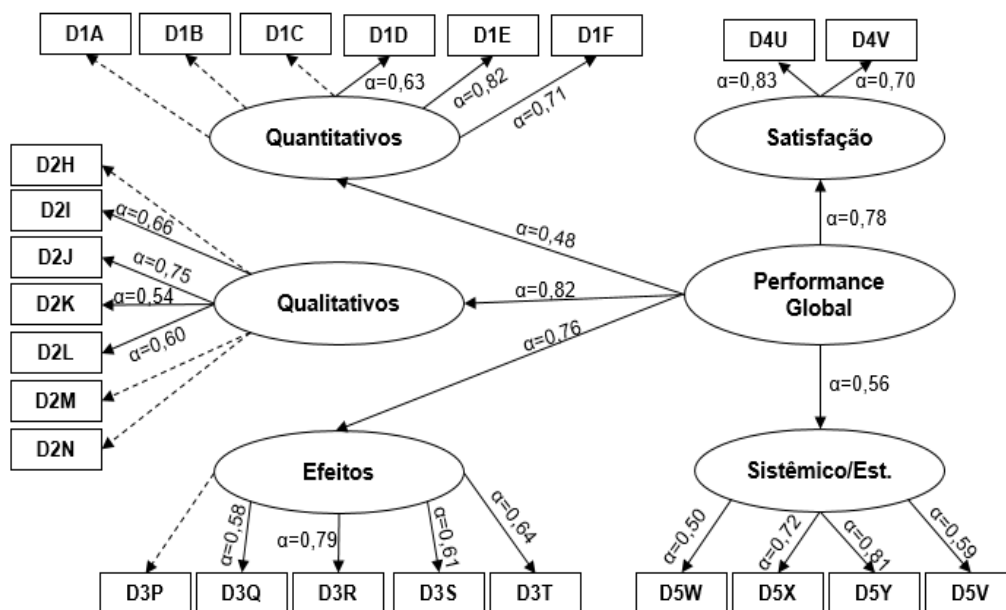 D1A
D1B
D1C
D1D
D1E
D1F
D4U
D4V
α=0,63
α=0,82
α=0,71
α=0,83
α=0,70
Quantitativos
Satisfação
D2H
D2I
D2J
D2K
D2L
D2M
D2N
α=0,66
α=0,75
α=0,54
α=0,60
Qualitativos
α=0,48
α=0,82
α=0,76
α=0,78
Performance
Global
α=0,56
Efeitos
Sistêmico/Est.
α=0,58
α=0,79
α=0,61
α=0,64
α=0,50
α=0,72
α=0,81
α=0,59
D3P
D3Q
D3R
D3S
D3T
D5W
D5X
D5Y
D5V